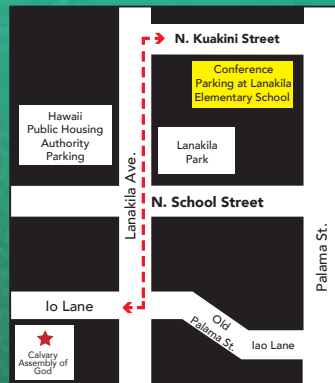 N. Kuakini Street
Conference
Parking at Lanakila
Elementary School
Hawaii
Public Housing
Authority
Parking
Lanakila
Park
Lanakila Ave.
N. School Street
Palama St.
Io Lane
Old
Palama St.
Iao Lane
Calvary
Assembly of
God